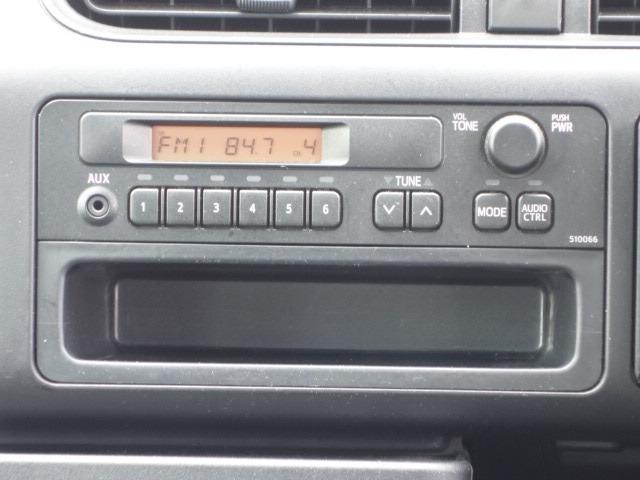 FM1 84.7 CH 4
VOL
TONE
PUSH
PWR
AUX
TUNE
1 2 3 4 5 6
MODE
AUDIO
CTRL
510066